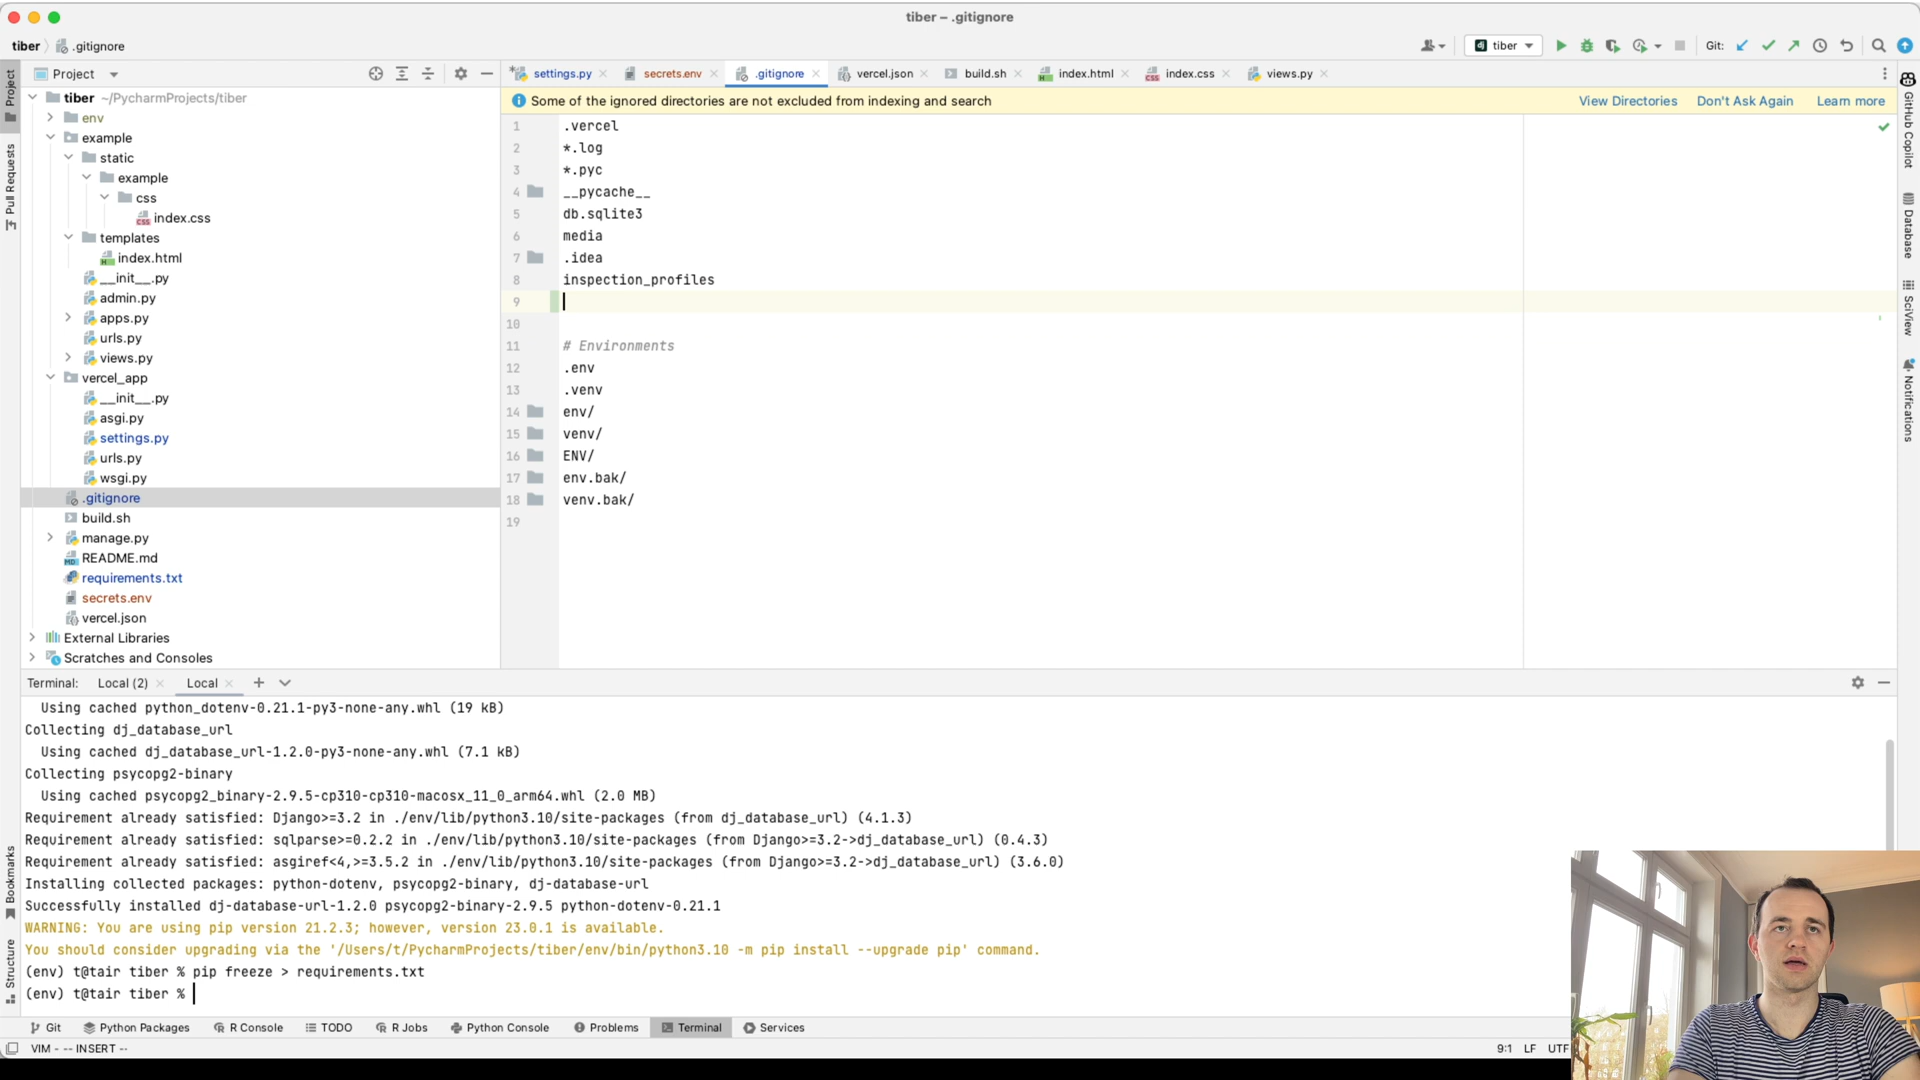 tiber – .gitignore
tiber
.gitignore
tiber
Git:
Project
settings.py
secrets.env
.gitignore
vercel.json
build.sh
index.html
index.css
views.py
Some of the ignored directories are not excluded from indexing and search
View Directories
Don't Ask Again
Learn more
Project
Pull Requests
Bookmarks
Structure
tiber ~/PycharmProjects/tiber
env
example
static
example
css
index.css
templates
index.html
__init__.py
admin.py
apps.py
urls.py
views.py
vercel_app
__init__.py
asgi.py
settings.py
urls.py
wsgi.py
.gitignore
build.sh
manage.py
README.md
requirements.txt
secrets.env
vercel.json
External Libraries
Scratches and Consoles
1 .vercel
2 *.log
3 *.pyc
4 __pycache__
5 db.sqlite3
6 media
7 .idea
8 inspection_profiles
9
10
11 # Environments
12 .env
13 .venv
14 env/
15 venv/
16 ENV/
17 env.bak/
18 venv.bak/
19
GitHub Copilot
Database
SciView
Notifications
Terminal:
Local (2)
Local
Using cached python_dotenv-0.21.1-py3-none-any.whl (19 kB)
Collecting dj_database_url
Using cached dj_database_url-1.2.0-py3-none-any.whl (7.1 kB)
Collecting psycopg2-binary
Using cached psycopg2_binary-2.9.5-cp310-cp310-macosx_11_0_arm64.whl (2.0 MB)
Requirement already satisfied: Django>=3.2 in ./env/lib/python3.10/site-packages (from dj_database_url) (4.1.3)
Requirement already satisfied: sqlparse>=0.2.2 in ./env/lib/python3.10/site-packages (from Django>=3.2->dj_database_url) (0.4.3)
Requirement already satisfied: asgiref<4,>=3.5.2 in ./env/lib/python3.10/site-packages (from Django>=3.2->dj_database_url) (3.6.0)
Installing collected packages: python-dotenv, psycopg2-binary, dj-database-url
Successfully installed dj-database-url-1.2.0 psycopg2-binary-2.9.5 python-dotenv-0.21.1
WARNING: You are using pip version 21.2.3; however, version 23.0.1 is available.
You should consider upgrading via the '/Users/t/PycharmProjects/tiber/env/bin/python3.10 -m pip install --upgrade pip' command.
(env) t@tair tiber % pip freeze > requirements.txt
(env) t@tair tiber %
Git
Python Packages
R Console
TODO
R Jobs
Python Console
Problems
Terminal
Services
VIM - -- INSERT --
9:1 LF UTF